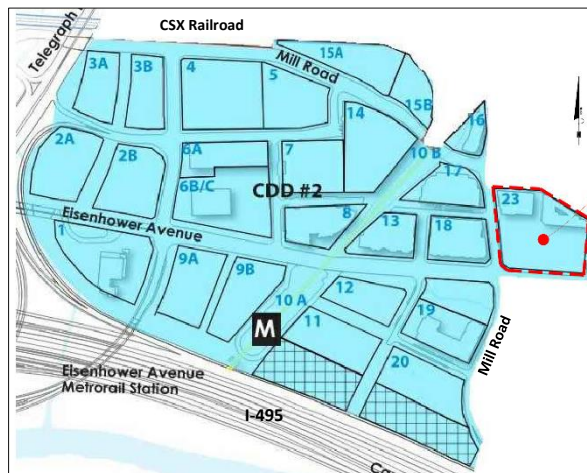 CSX Railroad
Telegraph
Mill Road
15A
3A
3B
4
5
15B
14
16
2A
2B
6A
7
10 B
17
23
6B/C
CDD #2
8
13
18
1
Eisenhower Avenue
9A
9B
10 A
12
19
M
11
20
Mill Road
Eisenhower Avenue
Metrorail Station
I-495
Ca